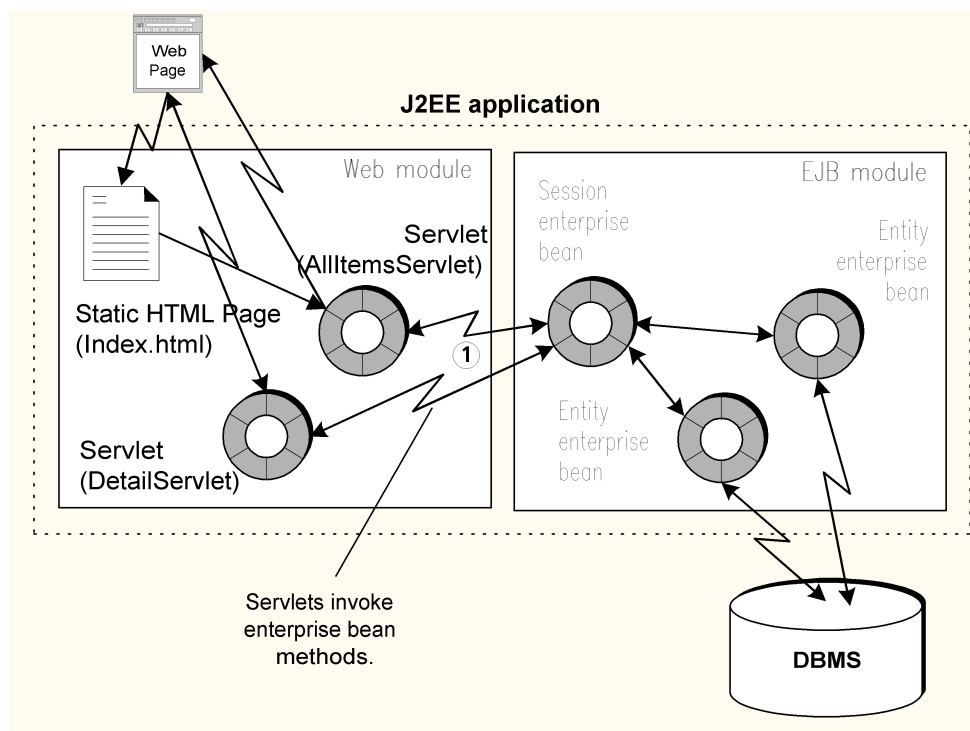 Web
Page
J2EE application
Web module
EJB module
Session
enterprise
bean
Servlet
(AllItemsServlet)
Entity
enterprise
bean
Static HTML Page
(Index.html)
1
Entity
enterprise
bean
Servlet
(DetailServlet)
Servlets invoke
enterprise bean
methods.
DBMS